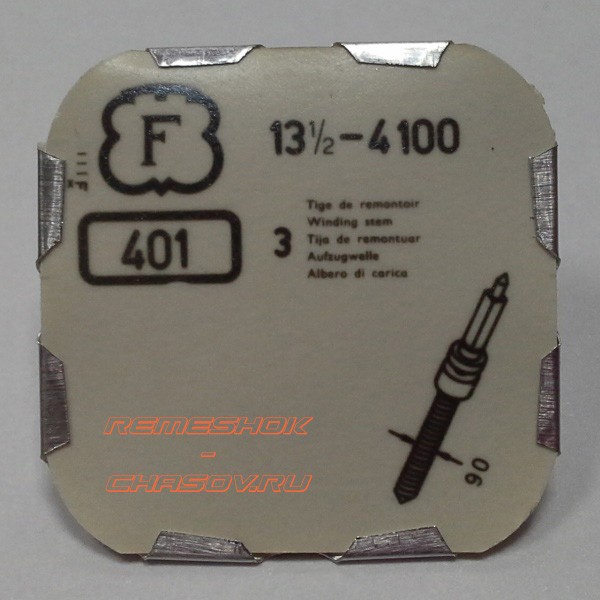 F
13½-4100
IIIF
401
3
Tige de remontoir
Winding stem
Tija de remontuar
Aufzugwelle
Albero di carica
90
REMESHOK
-
CHASOV.RU